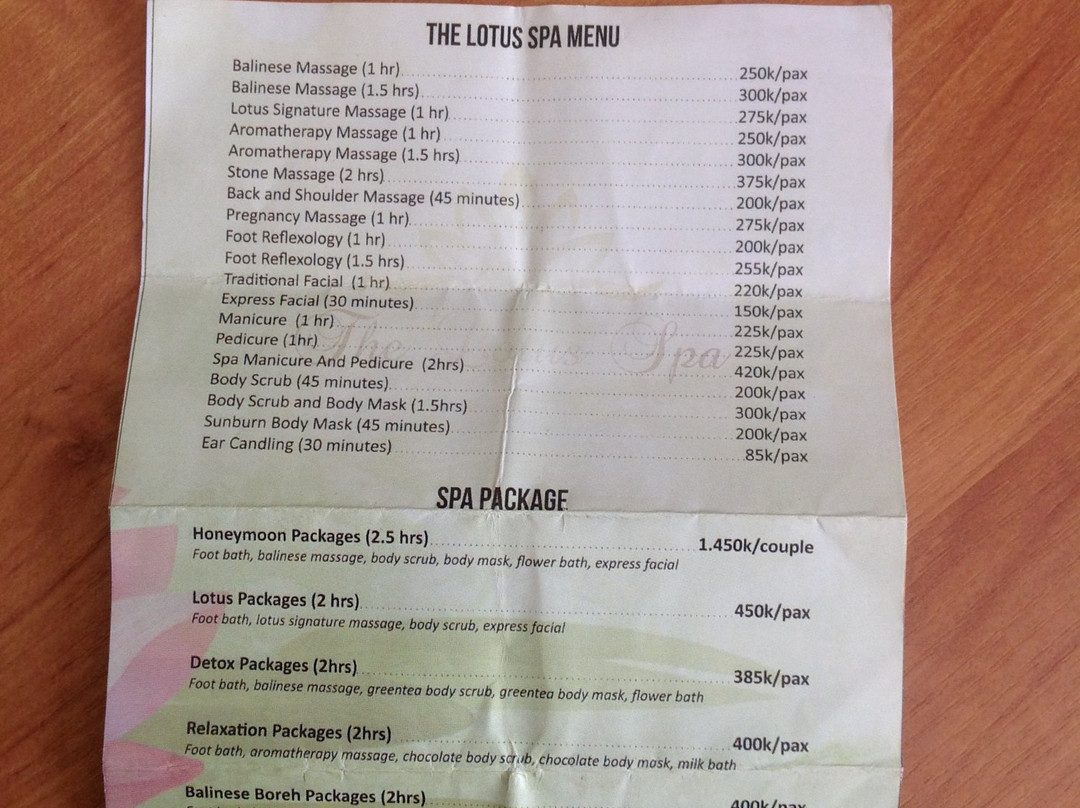 THE LOTUS SPA MENU
Balinese Massage (1 hr) 250k/pax
Balinese Massage (1.5 hrs) 300k/pax
Lotus Signature Massage (1 hr) 275k/pax
Aromatherapy Massage (1 hr) 250k/pax
Aromatherapy Massage (1.5 hrs) 300k/pax
Stone Massage (2 hrs) 375k/pax
Back and Shoulder Massage (45 minutes) 200k/pax
Pregnancy Massage (1 hr) 275k/pax
Foot Reflexology (1 hr) 200k/pax
Foot Reflexology (1.5 hrs) 255k/pax
Traditional Facial (1 hr) 220k/pax
Express Facial (30 minutes) 150k/pax
Manicure (1 hr) 225k/pax
Pedicure (1hr) 225k/pax
Spa Manicure And Pedicure (2hrs) 420k/pax
Body Scrub (45 minutes) 200k/pax
Body Scrub and Body Mask (1.5hrs) 300k/pax
Sunburn Body Mask (45 minutes) 200k/pax
Ear Candling (30 minutes) 85k/pax
The Lotus Spa
SPA PACKAGE
Honeymoon Packages (2.5 hrs) 1.450k/couple
Foot bath, balinese massage, body scrub, body mask, flower bath, express facial
Lotus Packages (2 hrs) 450k/pax
Foot bath, lotus signature massage, body scrub, express facial
Detox Packages (2hrs) 385k/pax
Foot bath, balinese massage, greentea body scrub, greentea body mask, flower bath
Relaxation Packages (2hrs) 400k/pax
Foot bath, aromatherapy massage, chocolate body scrub, chocolate body mask, milk bath
Balinese Boreh Packages (2hrs) 400k/pax